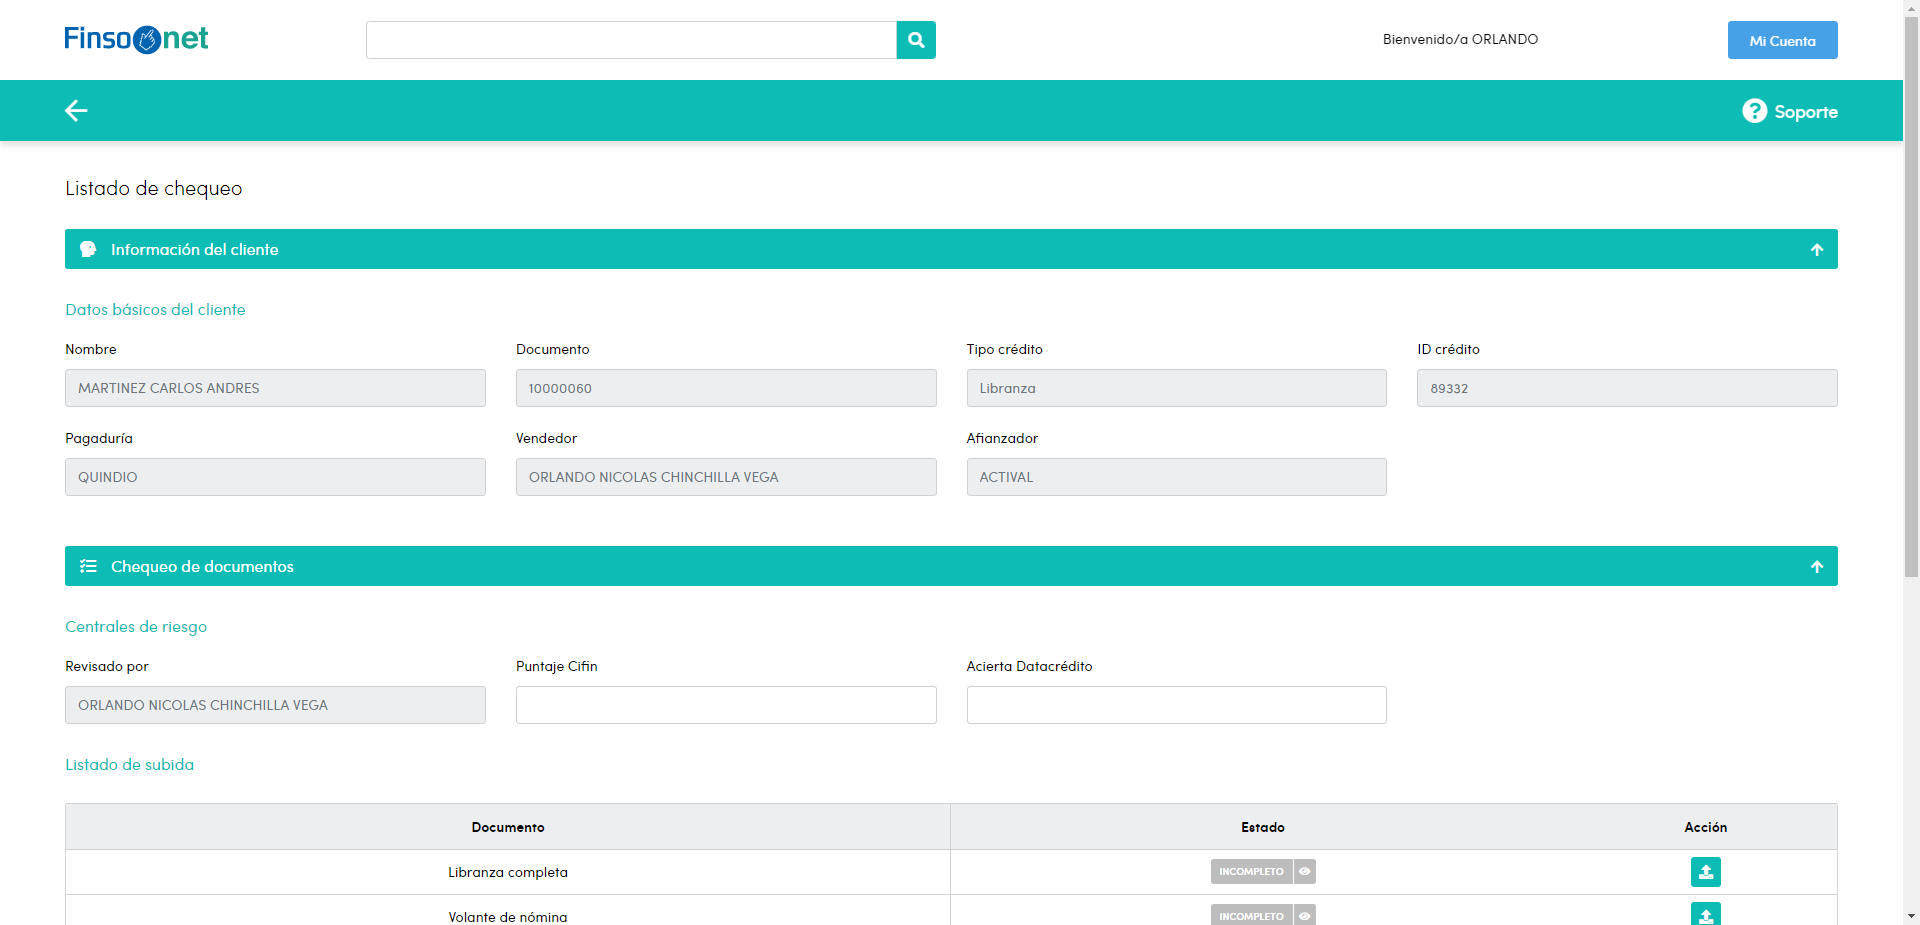 Finsonet
Bienvenido/a ORLANDO
Mi Cuenta
Soporte
Listado de chequeo
Información del cliente
Datos básicos del cliente
Nombre Documento Tipo crédito ID crédito
MARTINEZ CARLOS ANDRES 10000060 Libranza 89332
Pagaduría Vendedor Afianzador
QUINDIO ORLANDO NICOLAS CHINCHILLA VEGA ACTIVAL
Chequeo de documentos
Centrales de riesgo
Revisado por Puntaje Cifin Acierta Datacrédito
ORLANDO NICOLAS CHINCHILLA VEGA
Listado de subida
Documento Estado Acción
Libranza completa INCOMPLETO
Volante de nómina INCOMPLETO